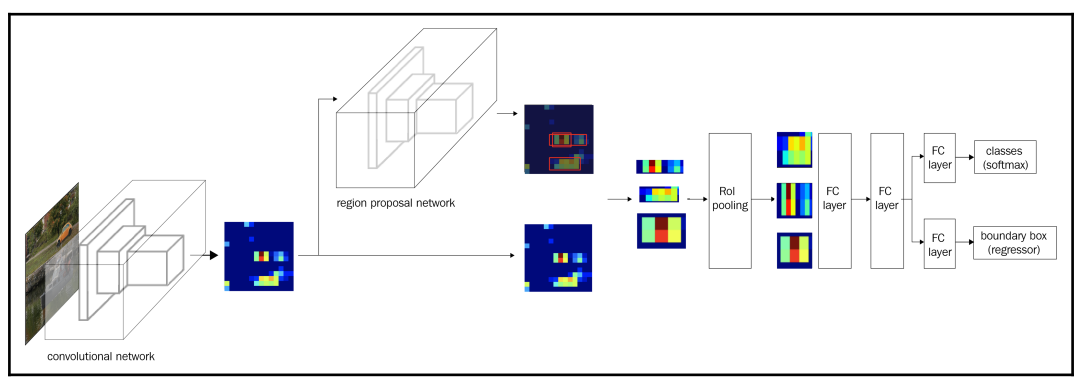 convolutional network
region proposal network
RoI
pooling
FC
layer
FC
layer
FC
layer
classes
(softmax)
FC
layer
boundary box
(regressor)